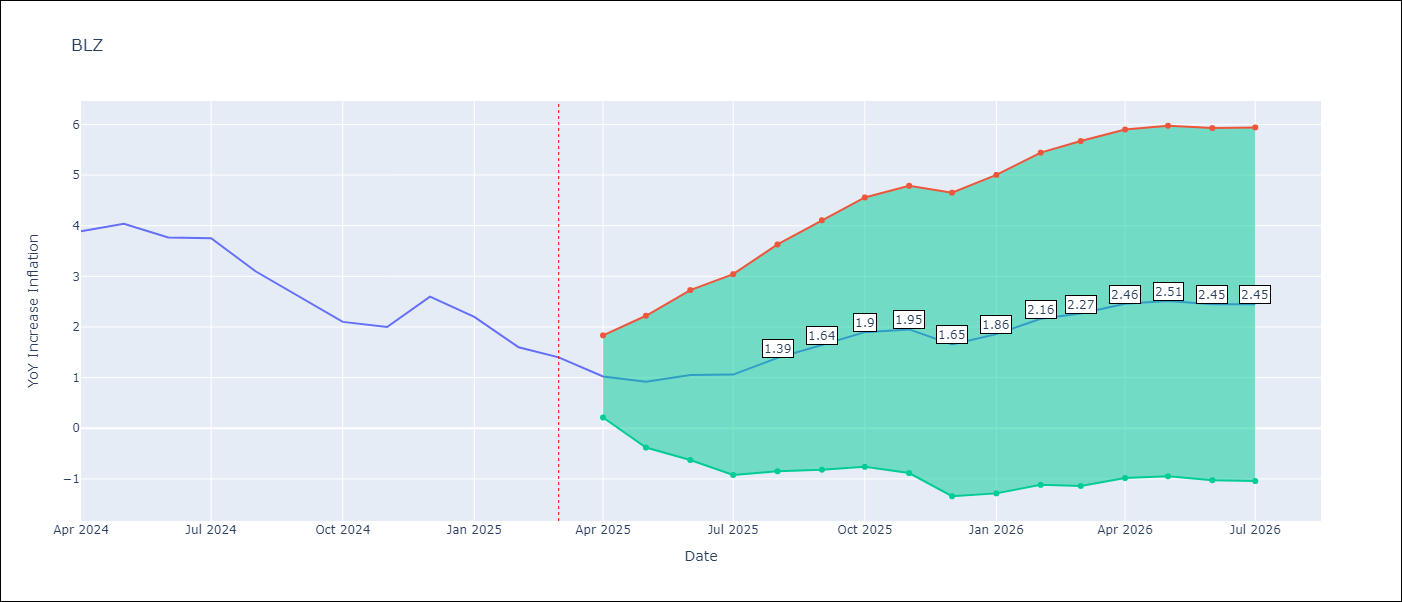 BLZ
YoY Increase Inflation
6
5
4
3
2
1
0
−1
1.39
1.64
1.9
1.95
1.65
1.86
2.16
2.27
2.46
2.51
2.45
2.45
Apr 2024
Jul 2024
Oct 2024
Jan 2025
Apr 2025
Jul 2025
Oct 2025
Jan 2026
Apr 2026
Jul 2026
Date